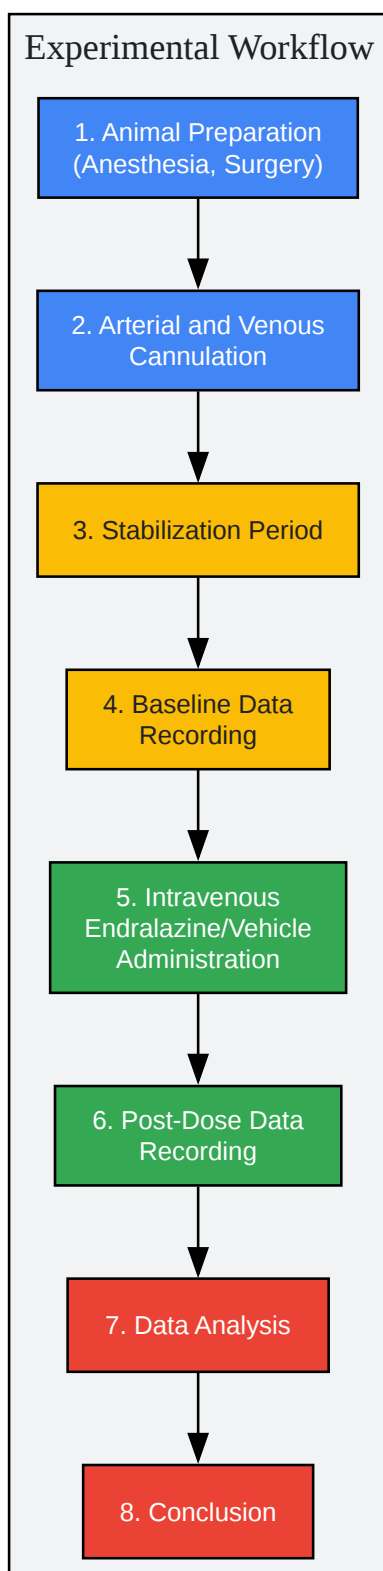 Experimental Workflow
1. Animal Preparation
(Anesthesia, Surgery)
2. Arterial and Venous
Cannulation
3. Stabilization Period
4. Baseline Data
Recording
5. Intravenous
Endralazine/Vehicle
Administration
6. Post-Dose Data
Recording
7. Data Analysis
8. Conclusion